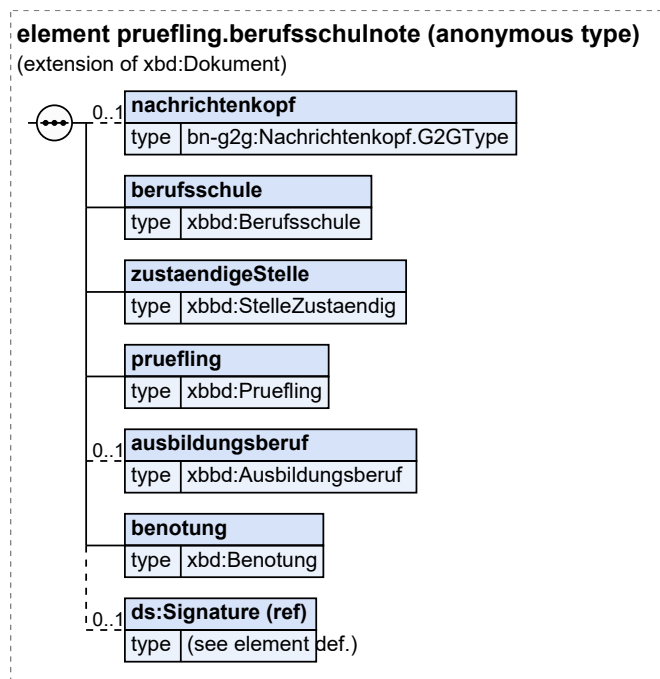 element pruefling.berufsschulnote (anonymous type)
(extension of xbd:Dokument)
0..1
nachrichtenkopf
type bn-g2g:Nachrichtenkopf.G2GType
berufsschule
type xbbd:Berufsschule
zustaendigeStelle
type xbbd:StelleZustaendig
pruefling
type xbbd:Pruefling
0..1
ausbildungsberuf
type xbbd:Ausbildungsberuf
benotung
type xbd:Benotung
0..1
ds:Signature (ref)
type (see element def.)